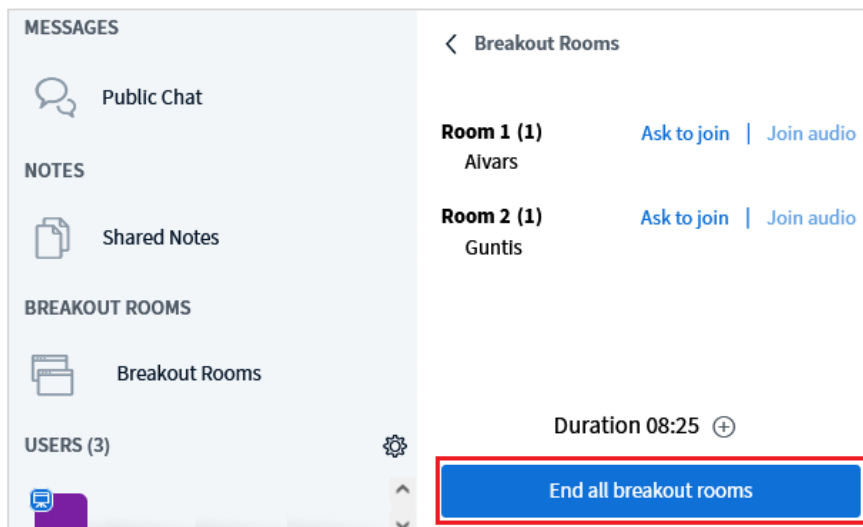 MESSAGES
Public Chat
NOTES
Shared Notes
BREAKOUT ROOMS
Breakout Rooms
USERS (3)
Breakout Rooms
Room 1 (1) Ask to join | Join audio
Aivars
Room 2 (1) Ask to join | Join audio
Guntis
Duration 08:25
End all breakout rooms